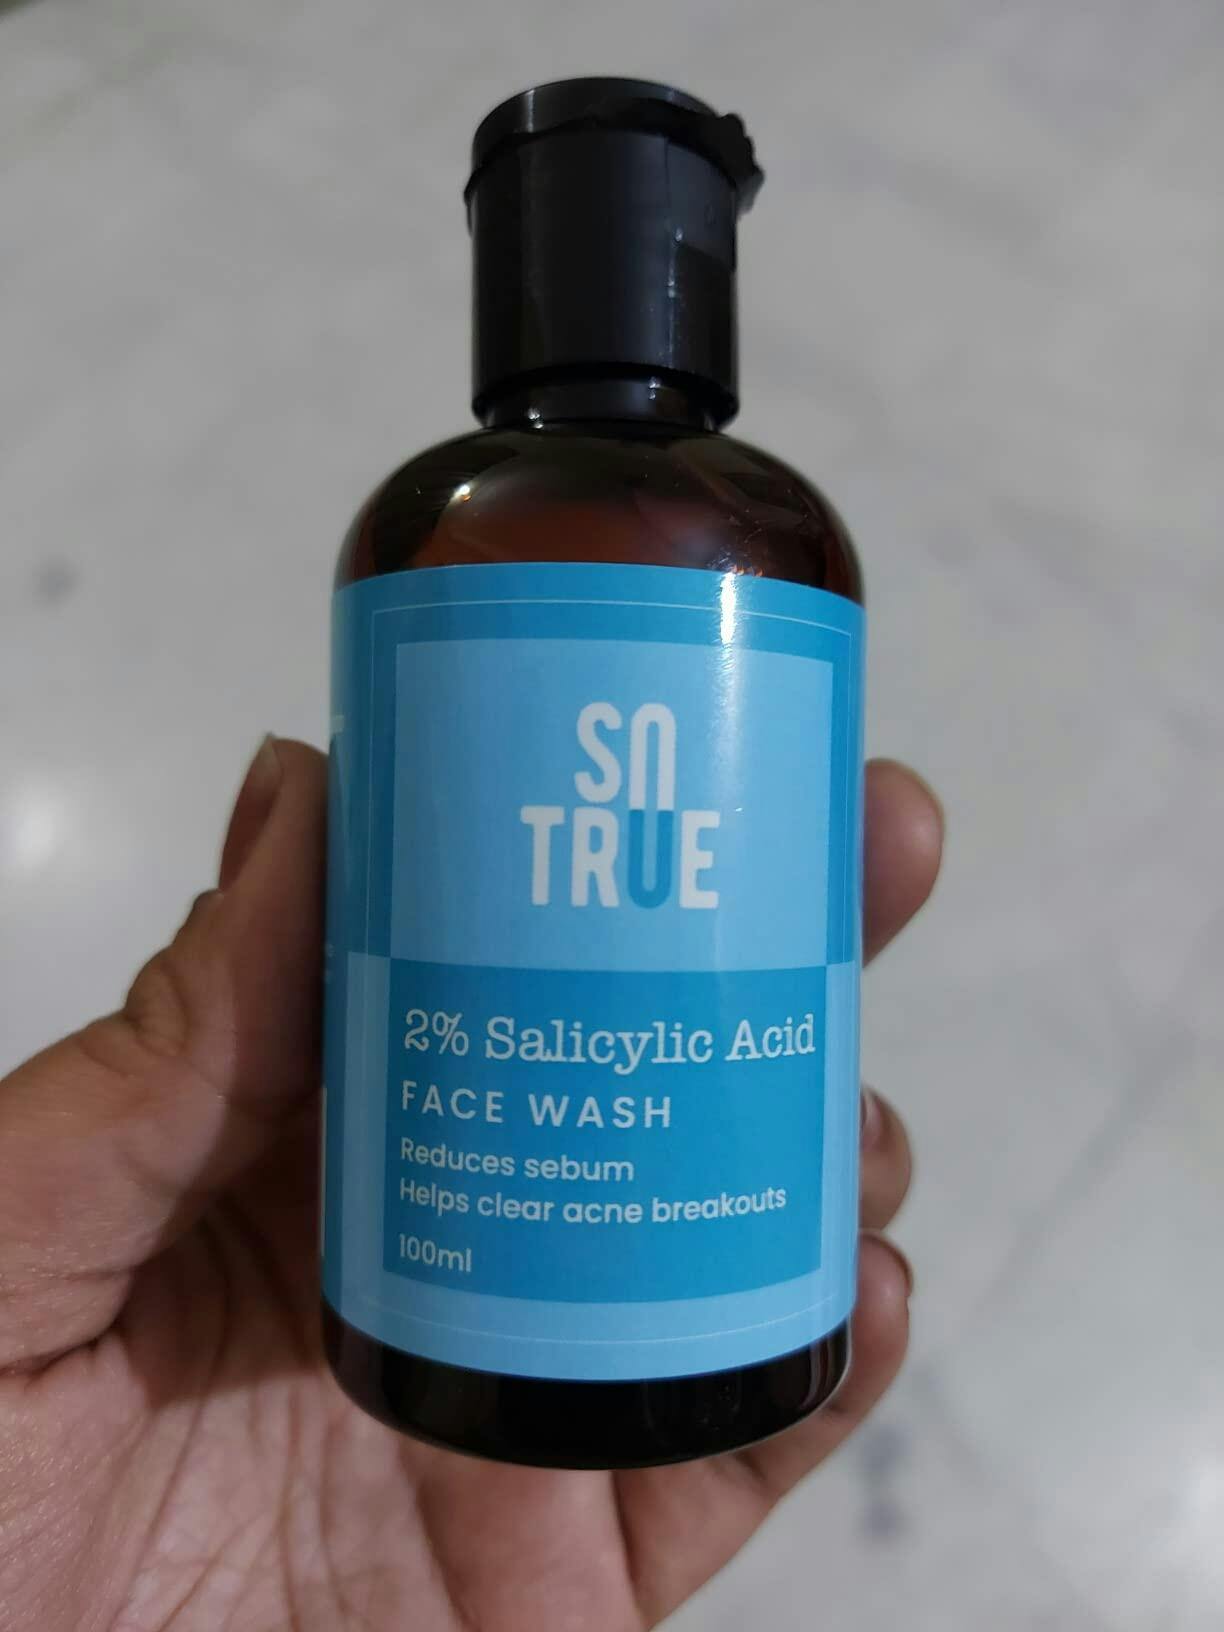 SO
TRUE
2% Salicylic Acid
FACE WASH
Reduces sebum
Helps clear acne breakouts
100ml